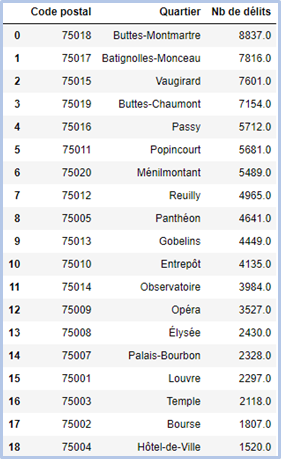 Code postal Quartier Nb de délits
0 75018 Buttes-Montmartre 8837.0
1 75017 Batignolles-Monceau 7816.0
2 75015 Vaugirard 7601.0
3 75019 Buttes-Chaumont 7154.0
4 75016 Passy 5712.0
5 75011 Popincourt 5681.0
6 75020 Ménilmontant 5489.0
7 75012 Reuilly 4965.0
8 75005 Panthéon 4641.0
9 75013 Gobelins 4449.0
10 75010 Entrepôt 4135.0
11 75014 Observatoire 3984.0
12 75009 Opéra 3527.0
13 75008 Élysée 2430.0
14 75007 Palais-Bourbon 2328.0
15 75001 Louvre 2297.0
16 75003 Temple 2118.0
17 75002 Bourse 1807.0
18 75004 Hôtel-de-Ville 1520.0